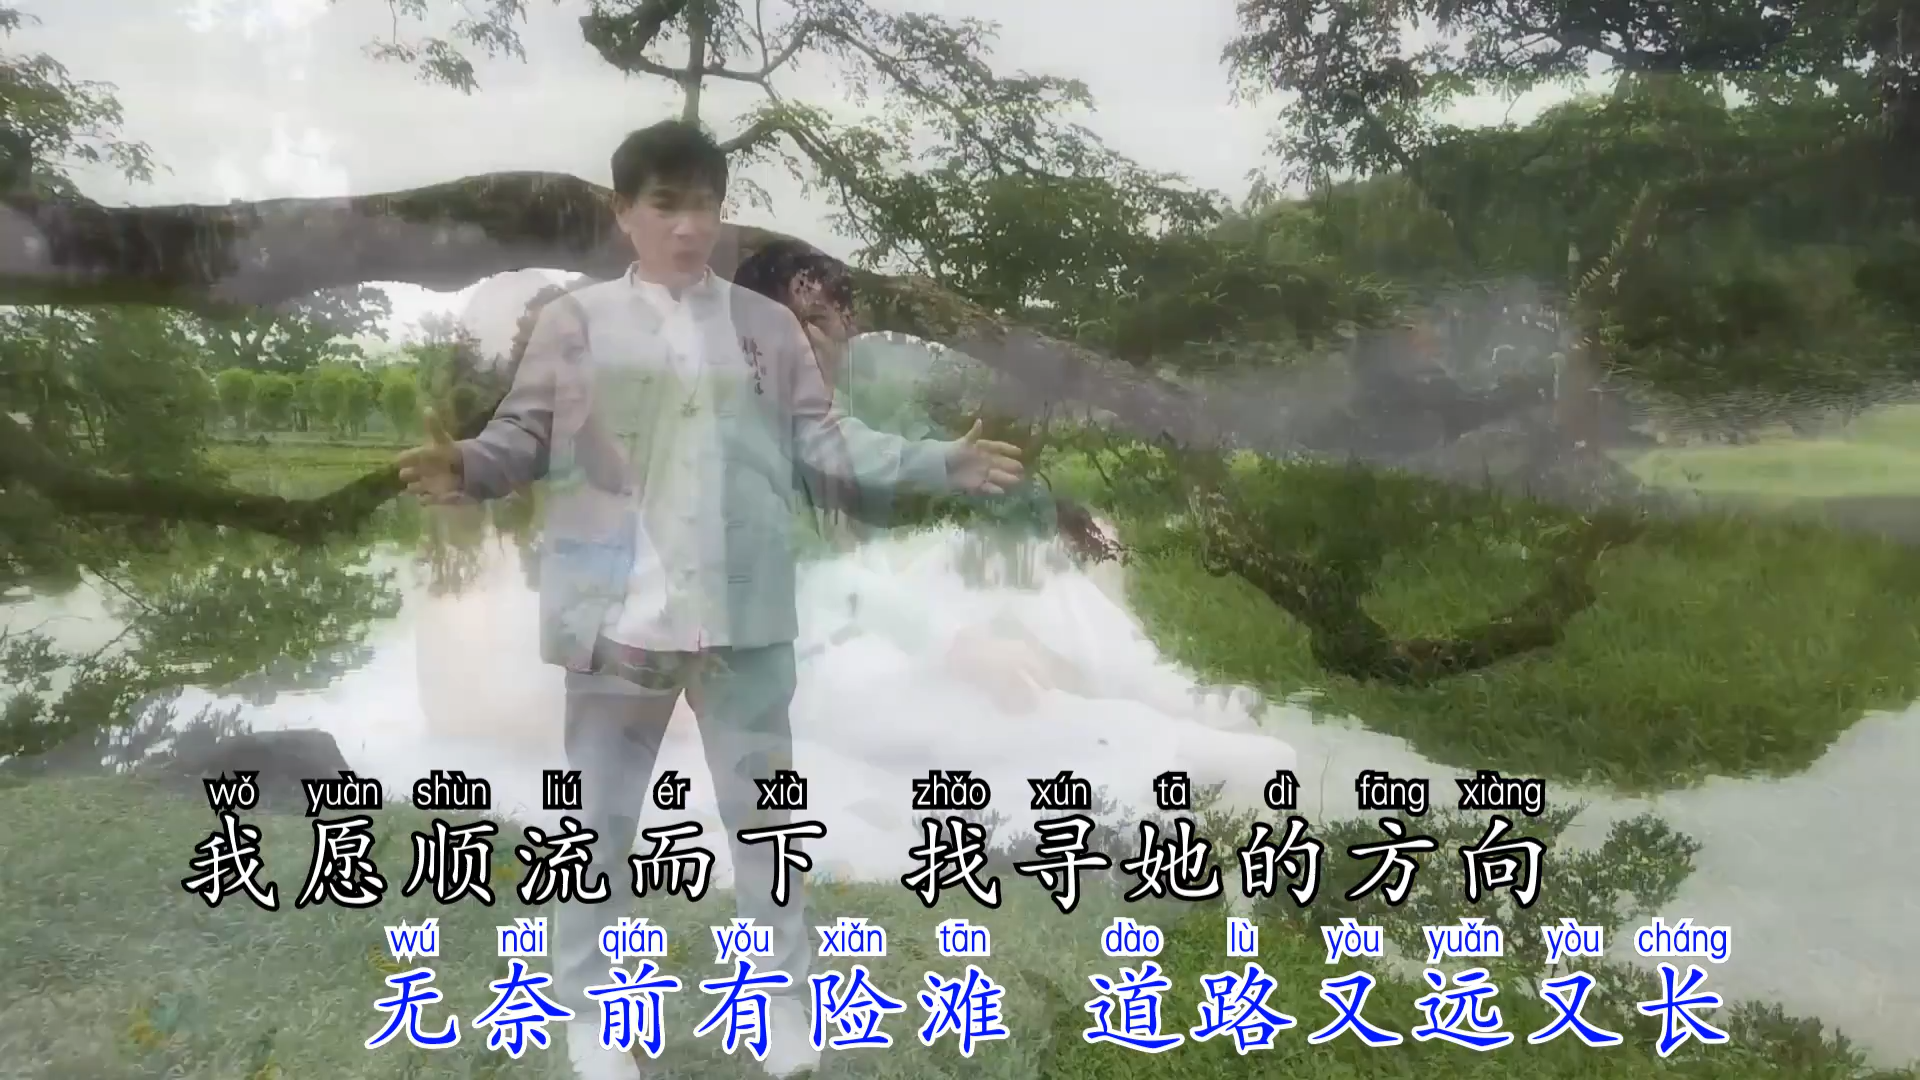 wǒ yuàn shùn liú ér xià zhǎo xún tā dì fāng xiàng
我愿顺流而下 找寻她的方向
wú nài qián yǒu xiǎn tān dào lù yòu yuǎn yòu cháng
无奈前有险滩 道路又远又长